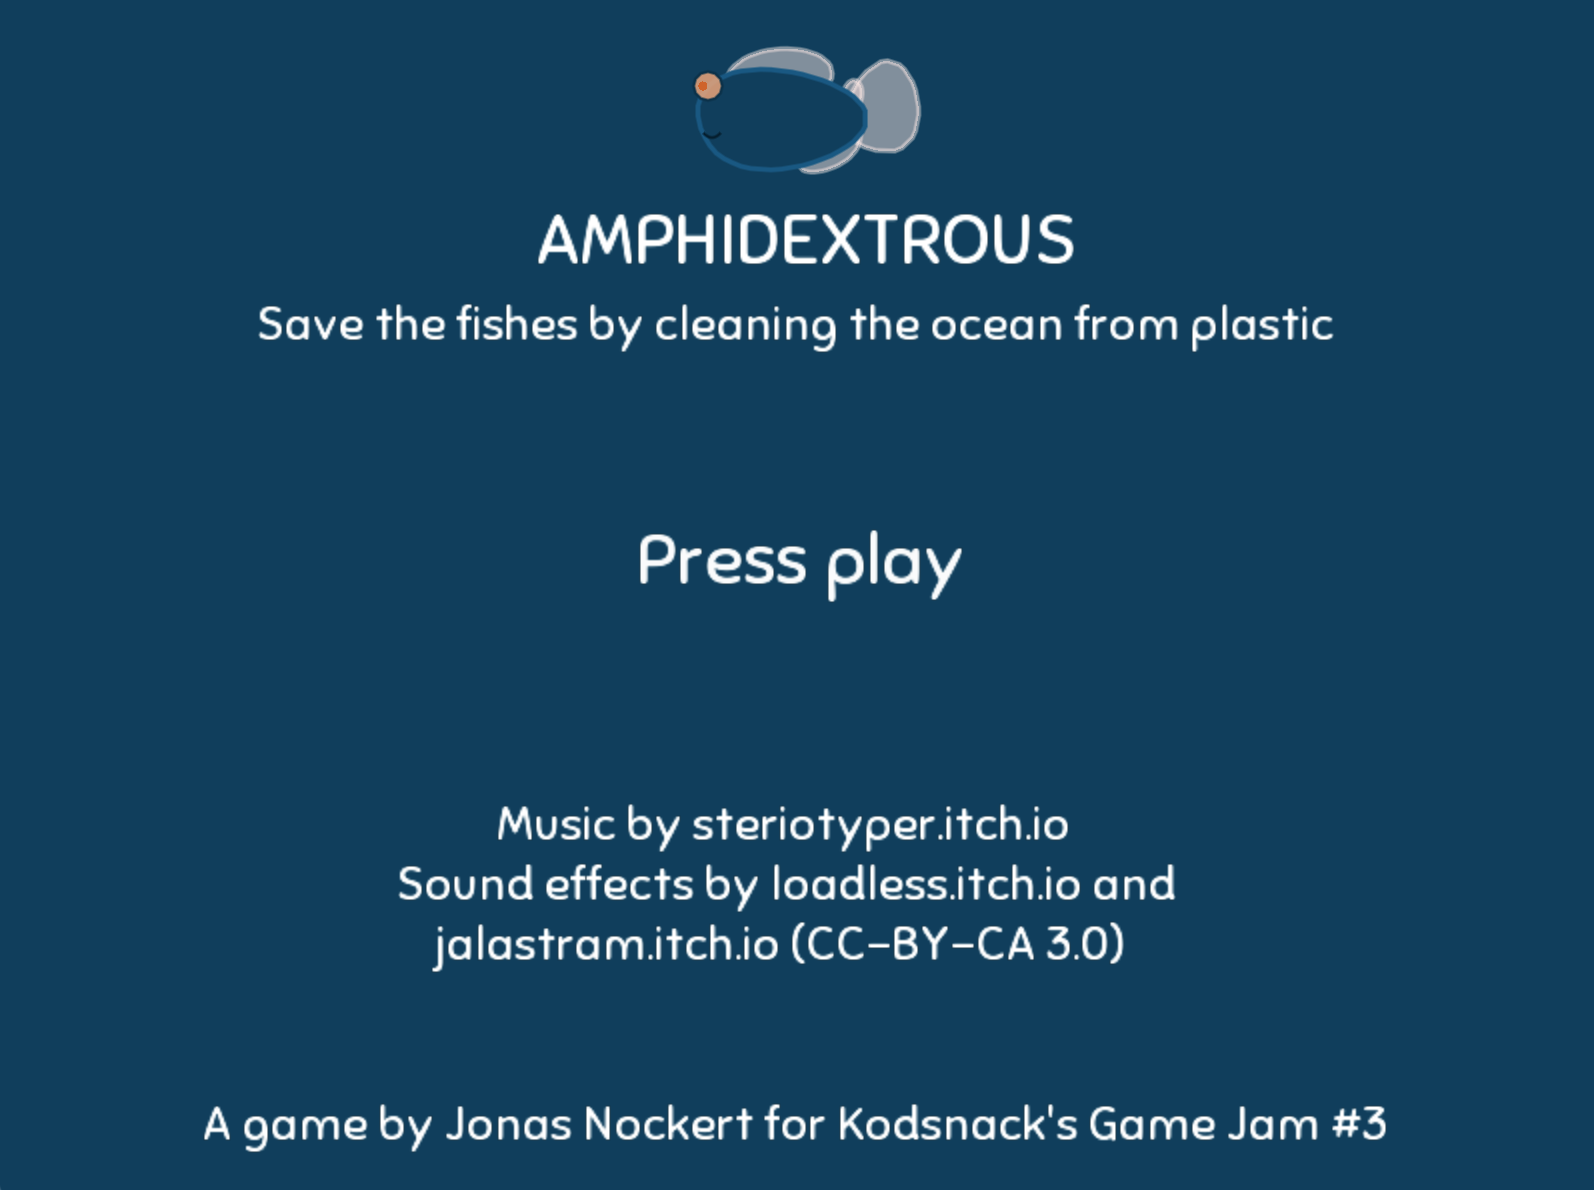 AMPHIDEXTROUS
Save the fishes by cleaning the ocean from plastic
Press play
Music by steriotyper.itch.io
Sound effects by loadless.itch.io and
jalastram.itch.io (CC-BY-CA 3.0)
A game by Jonas Nockert for Kodsnack's Game Jam #3